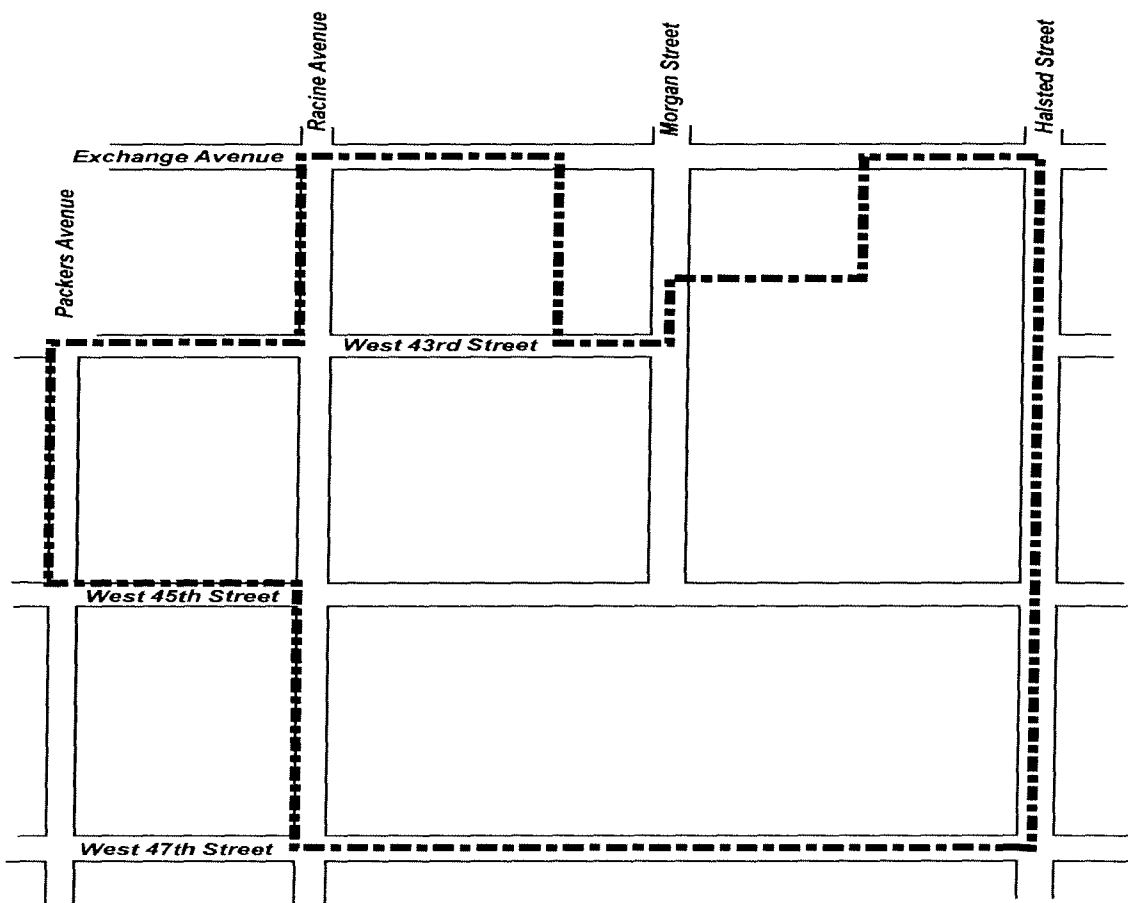 Racine Avenue
Morgan Street
Halsted Street
Exchange Avenue
Packers Avenue
West 43rd Street
West 45th Street
West 47th Street